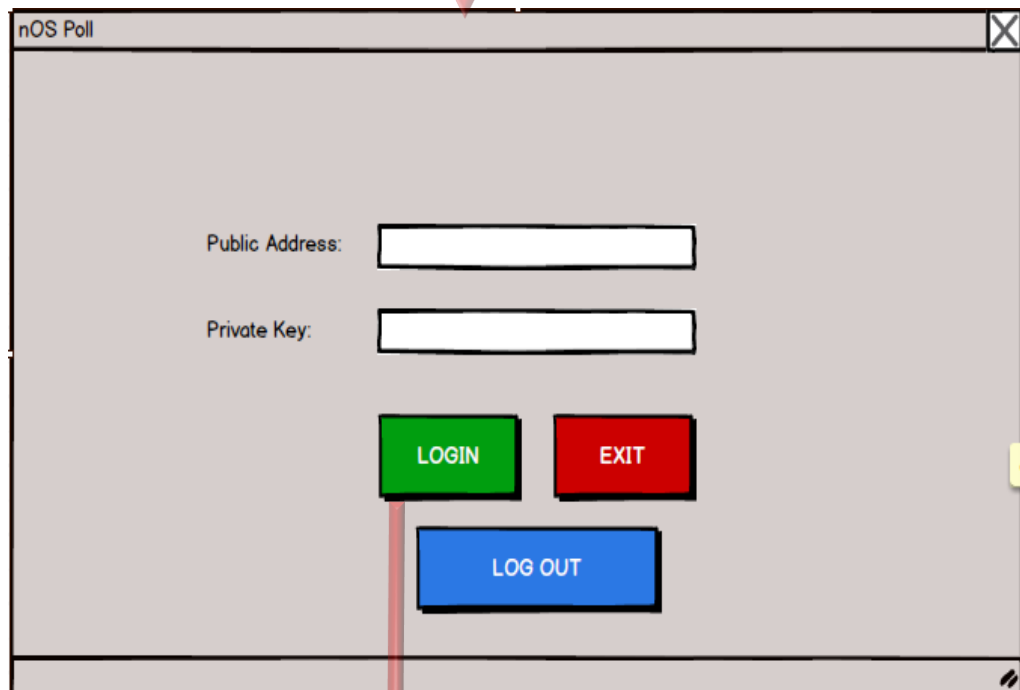 nOS Poll
Public Address:
Private Key:
LOGIN EXIT
LOG OUT